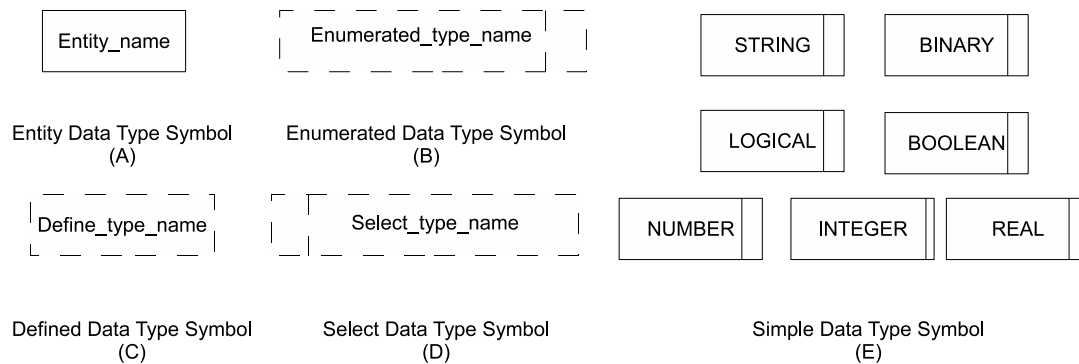 Entity_name
Enumerated_type_name
STRING
BINARY
Entity Data Type Symbol
(A)
Enumerated Data Type Symbol
(B)
LOGICAL
BOOLEAN
Define_type_name
Select_type_name
NUMBER
INTEGER
REAL
Defined Data Type Symbol
(C)
Select Data Type Symbol
(D)
Simple Data Type Symbol
(E)